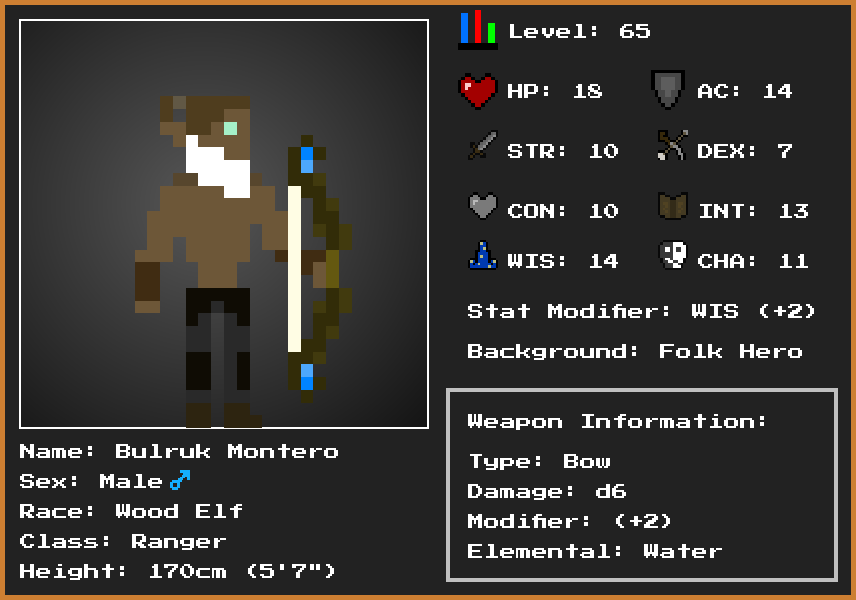 Level: 65
HP: 18 AC: 14
STR: 10 DEX: 7
CON: 10 INT: 13
WIS: 14 CHA: 11
Stat Modifier: WIS (+2)
Background: Folk Hero
Weapon Information:
Type: Bow
Damage: d6
Modifier: (+2)
Elemental: Water
Name: Bulruk Montero
Sex: Male ♂
Race: Wood Elf
Class: Ranger
Height: 170cm (5'7")